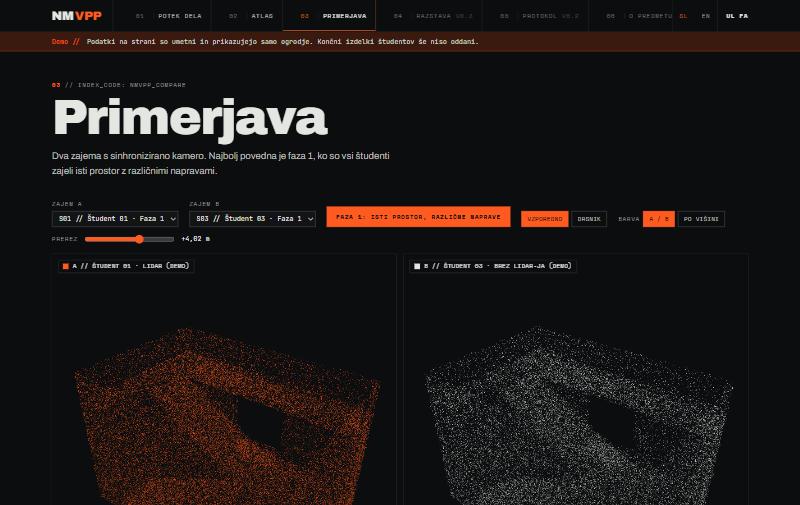 NMVPP
01 POTEK DELA
02 ATLAS
03 PRIMERJAVA
04 RAZSTAVA V0.2
05 PROTOKOL V0.2
06 O PREDMETU
SL EN
UL FA
Demo // Podatki na strani so umetni in prikazujejo samo ogrodje. Končni izdelki študentov še niso oddani.
03 // INDEX_CODE: NMVPP_COMPARE
Primerjava
Dva zajema s sinhronizirano kamero. Najbolj povedna je faza 1, ko so vsi študenti
zajeli isti prostor z različnimi napravami.
ZAJEM A
S01 // Študent 01 · Faza 1
ZAJEM B
S03 // Študent 03 · Faza 1
FAZA 1: ISTI PROSTOR, RAZLIČNE NAPRAVE
VZPOREDNO DRSNIK
BARVA A / B PO VIŠINI
PREREZ +4,02 m
A // ŠTUDENT 01 · LIDAR (DEMO)
B // ŠTUDENT 03 · BREZ LIDAR-JA (DEMO)